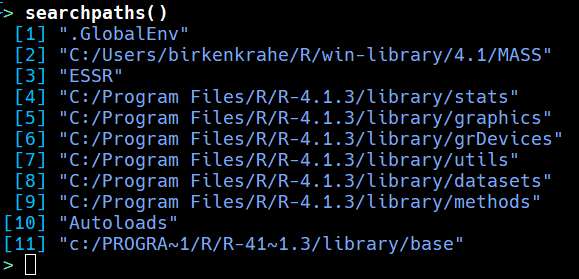 > searchpaths()
[1] ".GlobalEnv"
[2] "C:/Users/birkenkrahe/R/win-library/4.1/MASS"
[3] "ESSR"
[4] "C:/Program Files/R/R-4.1.3/library/stats"
[5] "C:/Program Files/R/R-4.1.3/library/graphics"
[6] "C:/Program Files/R/R-4.1.3/library/grDevices"
[7] "C:/Program Files/R/R-4.1.3/library/utils"
[8] "C:/Program Files/R/R-4.1.3/library/datasets"
[9] "C:/Program Files/R/R-4.1.3/library/methods"
[10] "Autoloads"
[11] "c:/PROGRA~1/R/R-41~1.3/library/base"
>